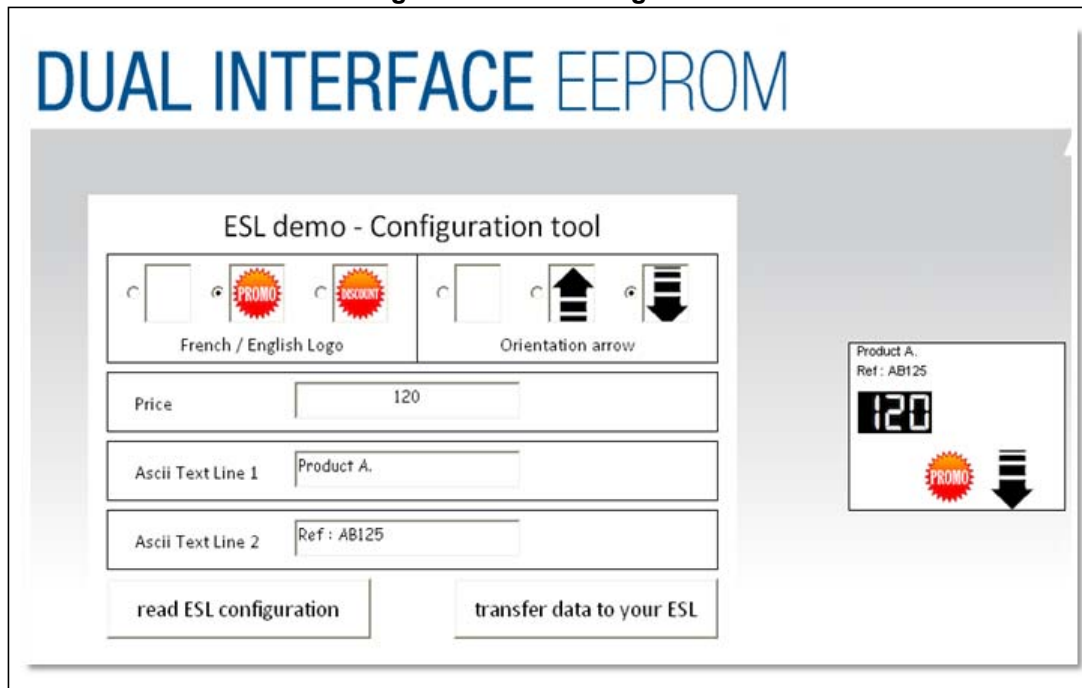 DUAL INTERFACE EEPROM
ESL demo - Configuration tool
PROMO DISCOUNT
French / English Logo Orientation arrow
Price 120
Ascii Text Line 1 Product A.
Ascii Text Line 2 Ref : AB125
read ESL configuration transfer data to your ESL
Product A.
Ref : AB125
120
PROMO